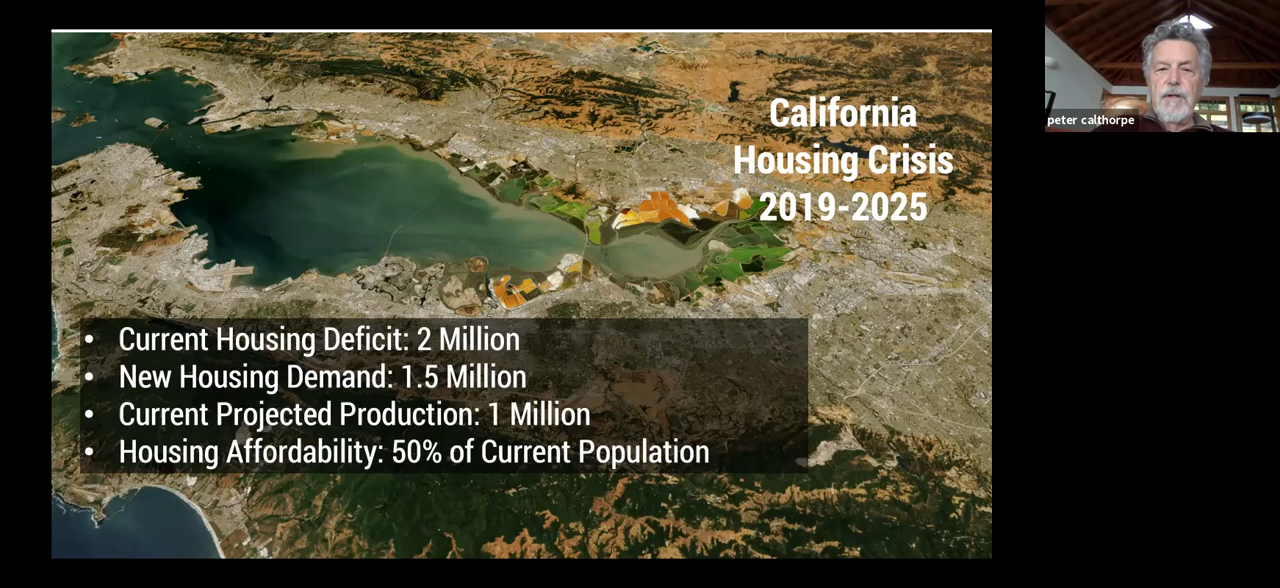 California
Housing Crisis
2019-2025
peter calthorpe
• Current Housing Deficit: 2 Million
• New Housing Demand: 1.5 Million
• Current Projected Production: 1 Million
• Housing Affordability: 50% of Current Population